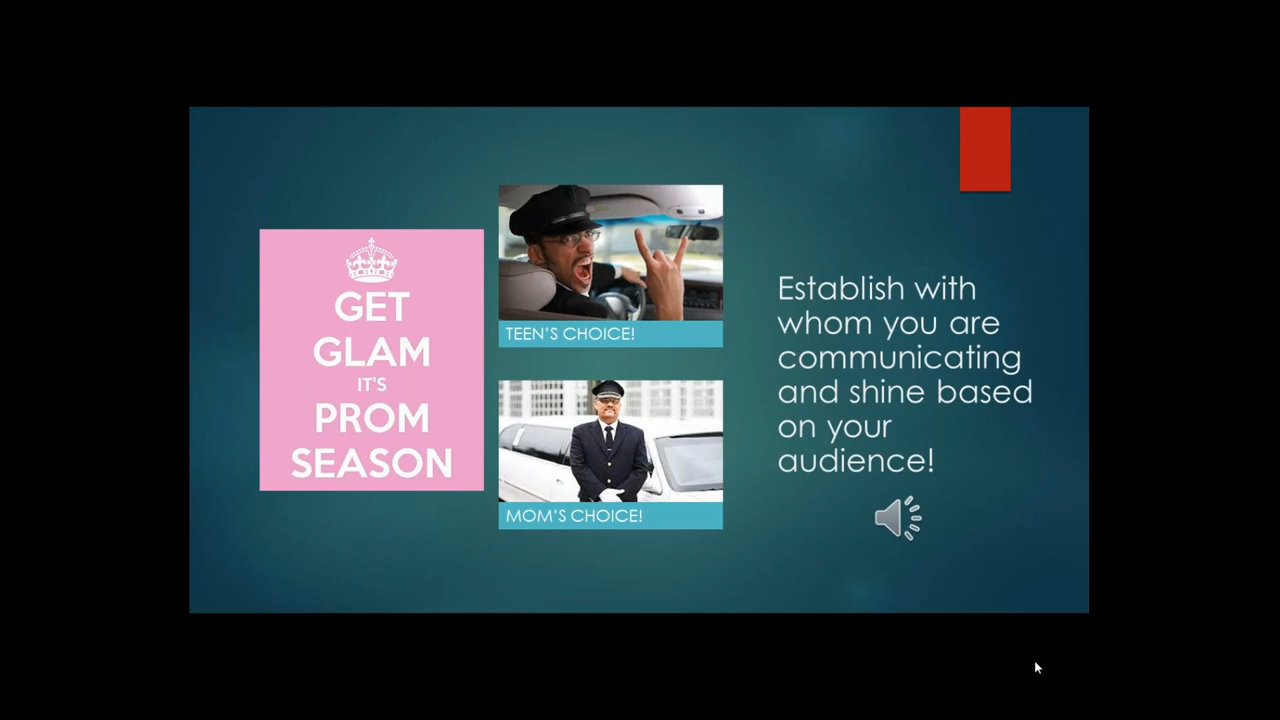 GET
GLAM
IT'S
PROM
SEASON
TEEN'S CHOICE!
MOM'S CHOICE!
Establish with
whom you are
communicating
and shine based
on your
audience!